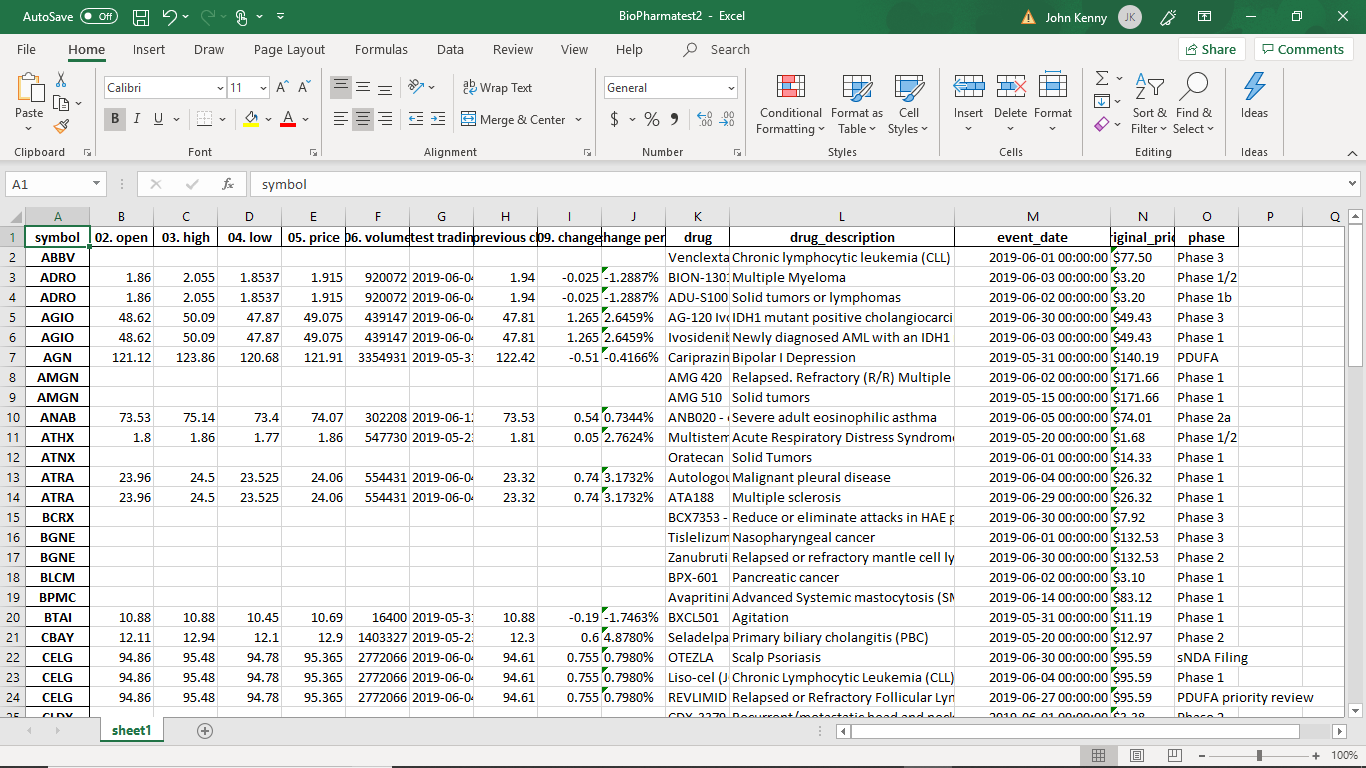 AutoSave Off BioPharmatest2 - Excel John Kenny JK
File Home Insert Draw Page Layout Formulas Data Review View Help Search Share Comments
Calibri 11 Wrap Text General
Paste B I U Merge & Center $ % Conditional Formatting Format as Table Cell Styles Insert Delete Format Sort & Filter Find & Select Ideas
Clipboard Font Alignment Number Styles Cells Editing Ideas
A1 fx symbol
A B C D E F G H I J K L M N O P Q
1 symbol 02. open 03. high 04. low 05. price 06. volume test tradin previous c 09. change hange per drug drug_description event_date riginal_pric phase
2 ABBV Venclexta Chronic lymphocytic leukemia (CLL) 2019-06-01 00:00:00 $77.50 Phase 3
3 ADRO 1.86 2.055 1.8537 1.915 920072 2019-06-04 1.94 -0.025 -1.2887% BION-130 Multiple Myeloma 2019-06-03 00:00:00 $3.20 Phase 1/2
4 ADRO 1.86 2.055 1.8537 1.915 920072 2019-06-04 1.94 -0.025 -1.2887% ADU-S100 Solid tumors or lymphomas 2019-06-02 00:00:00 $3.20 Phase 1b
5 AGIO 48.62 50.09 47.87 49.075 439147 2019-06-04 47.81 1.265 2.6459% AG-120 Ivo IDH1 mutant positive cholangiocarci 2019-06-30 00:00:00 $49.43 Phase 3
6 AGIO 48.62 50.09 47.87 49.075 439147 2019-06-04 47.81 1.265 2.6459% Ivosidenib Newly diagnosed AML with an IDH1 2019-06-03 00:00:00 $49.43 Phase 1
7 AGN 121.12 123.86 120.68 121.91 3354931 2019-05-31 122.42 -0.51 -0.4166% Cariprazin Bipolar I Depression 2019-05-31 00:00:00 $140.19 PDUFA
8 AMGN AMG 420 Relapsed. Refractory (R/R) Multiple 2019-06-02 00:00:00 $171.66 Phase 1
9 AMGN AMG 510 Solid tumors 2019-05-15 00:00:00 $171.66 Phase 1
10 ANAB 73.53 75.14 73.4 74.07 302208 2019-06-1 73.53 0.54 0.7344% ANB020 - Severe adult eosinophilic asthma 2019-06-05 00:00:00 $74.01 Phase 2a
11 ATHX 1.8 1.86 1.77 1.86 547730 2019-05-2 1.81 0.05 2.7624% Multistem Acute Respiratory Distress Syndrom 2019-05-20 00:00:00 $1.68 Phase 1/2
12 ATNX Oratecan Solid Tumors 2019-06-01 00:00:00 $14.33 Phase 1
13 ATRA 23.96 24.5 23.525 24.06 554431 2019-06-04 23.32 0.74 3.1732% Autologou Malignant pleural disease 2019-06-04 00:00:00 $26.32 Phase 1
14 ATRA 23.96 24.5 23.525 24.06 554431 2019-06-04 23.32 0.74 3.1732% ATA188 Multiple sclerosis 2019-06-29 00:00:00 $26.32 Phase 1
15 BCRX BCX7353 - Reduce or eliminate attacks in HAE p 2019-06-30 00:00:00 $7.92 Phase 3
16 BGNE Tislelizum Nasopharyngeal cancer 2019-06-01 00:00:00 $132.53 Phase 3
17 BGNE Zanubruti Relapsed or refractory mantle cell ly 2019-06-30 00:00:00 $132.53 Phase 2
18 BLCM BPX-601 Pancreatic cancer 2019-06-02 00:00:00 $3.10 Phase 1
19 BPMC Avapritini Advanced Systemic mastocytosis (SM 2019-06-14 00:00:00 $83.12 Phase 1
20 BTAI 10.88 10.88 10.45 10.69 16400 2019-05-31 10.88 -0.19 -1.7463% BXCL501 Agitation 2019-05-31 00:00:00 $11.19 Phase 1
21 CBAY 12.11 12.94 12.1 12.9 1403327 2019-05-2 12.3 0.6 4.8780% Seladelpa Primary biliary cholangitis (PBC) 2019-05-20 00:00:00 $12.97 Phase 2
22 CELG 94.86 95.48 94.78 95.365 2772066 2019-06-04 94.61 0.755 0.7980% OTEZLA Scalp Psoriasis 2019-06-30 00:00:00 $95.59 sNDA Filing
23 CELG 94.86 95.48 94.78 95.365 2772066 2019-06-04 94.61 0.755 0.7980% Liso-cel (J Chronic Lymphocytic Leukemia (CLL) 2019-06-04 00:00:00 $95.59 Phase 1
24 CELG 94.86 95.48 94.78 95.365 2772066 2019-06-04 94.61 0.755 0.7980% REVLIMID Relapsed or Refractory Follicular Lyn 2019-06-27 00:00:00 $95.59 PDUFA priority review
sheet1
100%